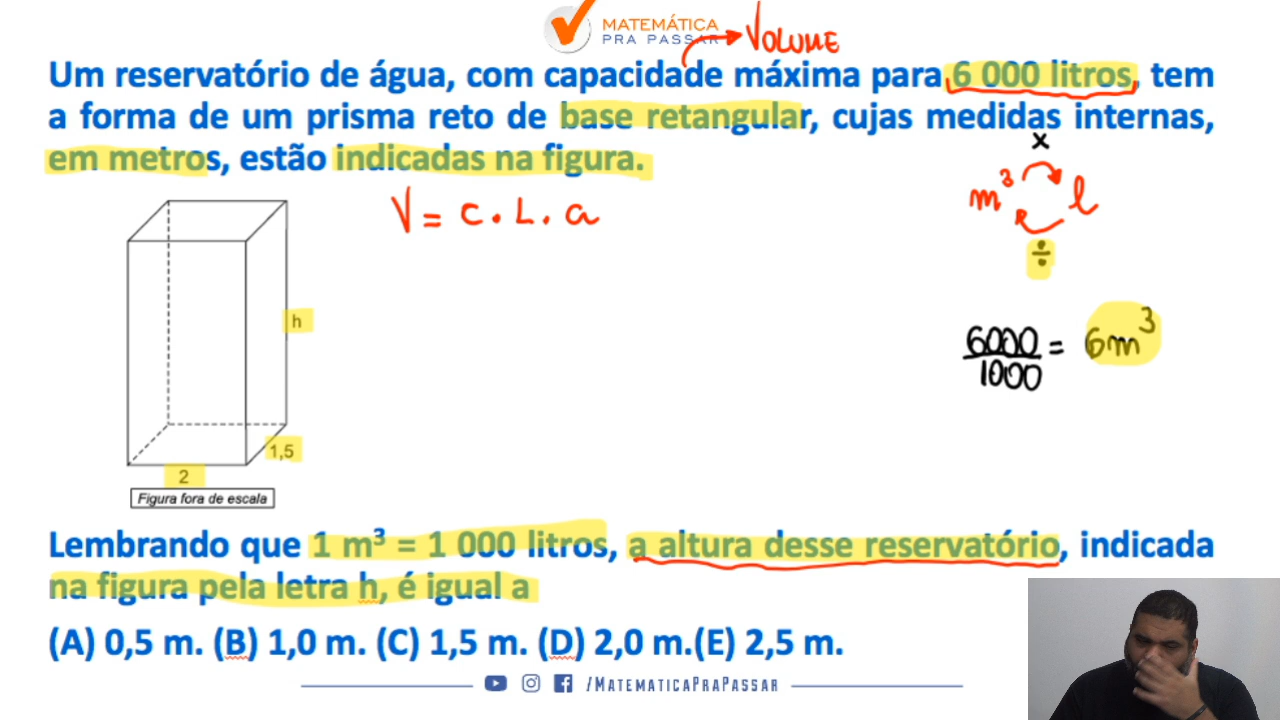 MATEMÁTICA
PRA PASSAR
VOLUME
Um reservatório de água, com capacidade máxima para 6 000 litros, tem
a forma de um prisma reto de base retangular, cujas medidas internas,
em metros, estão indicadas na figura.
x
m³ l
÷
V = C . L . a
h
6000
1000
= 6m³
1,5
2
Figura fora de escala
Lembrando que 1 m³ = 1 000 litros, a altura desse reservatório, indicada
na figura pela letra h, é igual a
(A) 0,5 m. (B) 1,0 m. (C) 1,5 m. (D) 2,0 m.(E) 2,5 m.
/MATEMATICAPRAPASSAR